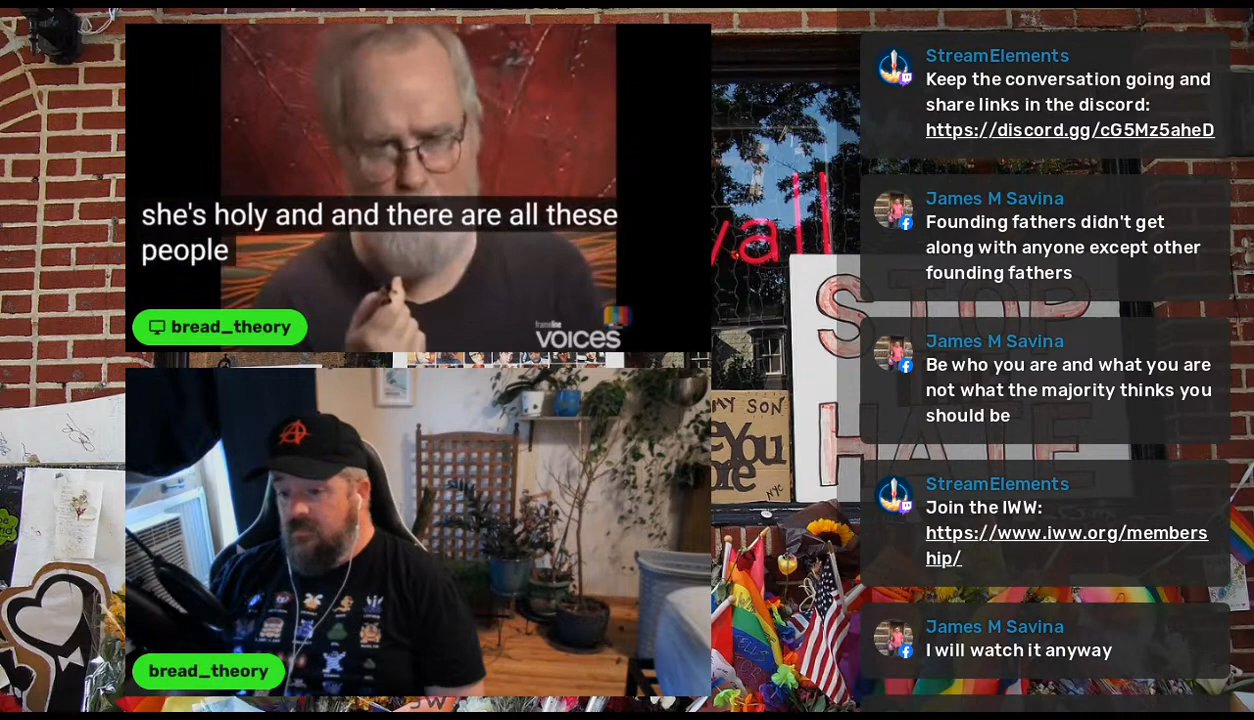 she's holy and and there are all these
people
frameline
VOICES
bread_theory
bread_theory
StreamElements
Keep the conversation going and
share links in the discord:
https://discord.gg/cG5Mz5aheD
James M Savina
Founding fathers didn't get
along with anyone except other
founding fathers
James M Savina
Be who you are and what you are
not what the majority thinks you
should be
StreamElements
Join the IWW:
https://www.iww.org/members
hip/
James M Savina
I will watch it anyway
STOP
HATE
MY SON
you
NYC